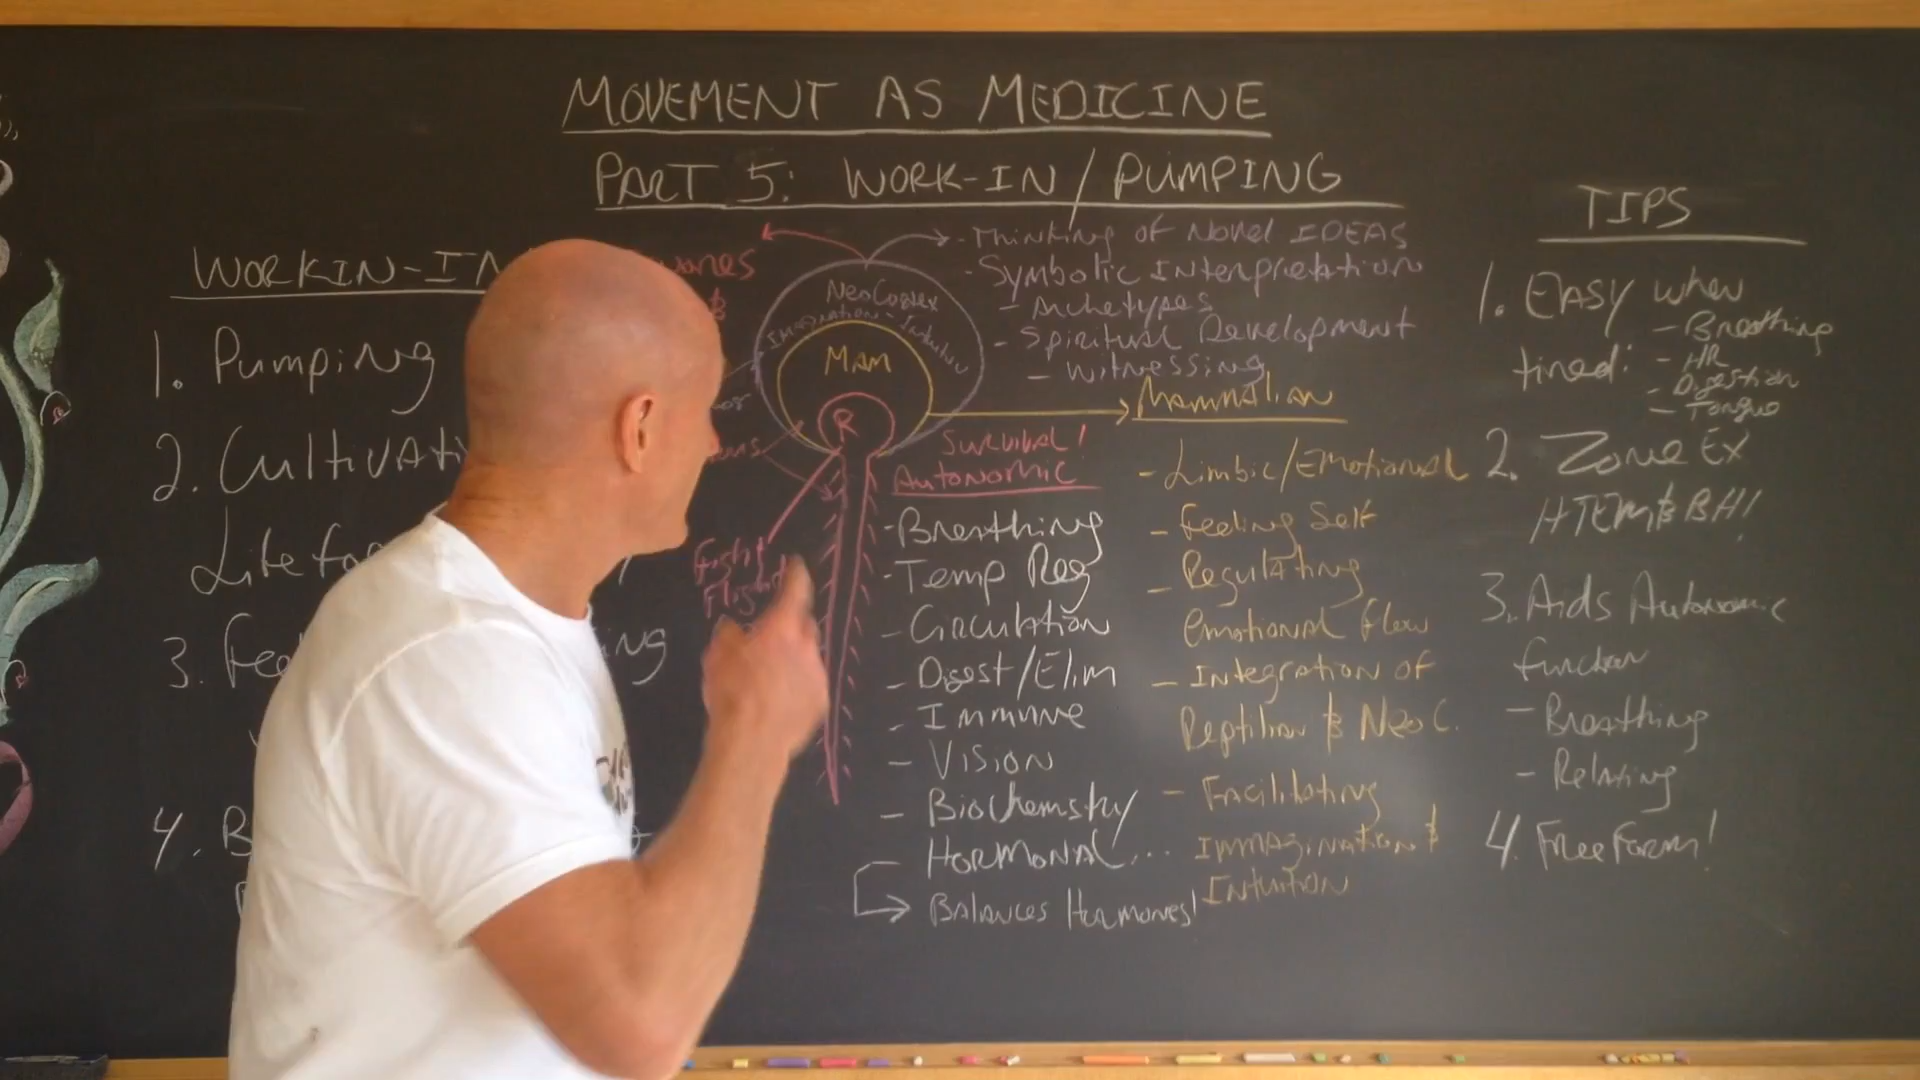 MOVEMENT AS MEDICINE
PART 5: WORK-IN / PUMPING
WORKIN-IN
1. Pumping
2. Cultivati
Life fo
3. Fee
ing
4. B
NeoCortex
Imagination - Intuitive
MAM
R
Fight
Flight
- Thinking of Novel IDEAS
- Symbolic Interpretation
- Archetypes
- Spiritual Development
- Witnessing
Survival!
AUTONOMIC
- Breathing
- Temp Reg
- Circulation
- Digest/Elim
- Immune
- Vision
- Biochemstry
HORMONAL...
Balances Hormones!
Mammalian
- Limbic/Emotional
- Feeling Self
- Regulating
emotional flow
- Integration of
Reptilian & Neo C.
- Facilitating
Immagination &
Intuition
TIPS
1. EASY when
tired:
- Breathing
- HR
- Digestion
- Tongue
2. Zone Ex
HTEM & BH!
3. Aids Autonomic
function
- Breathing
- Relating
4. Free Form!